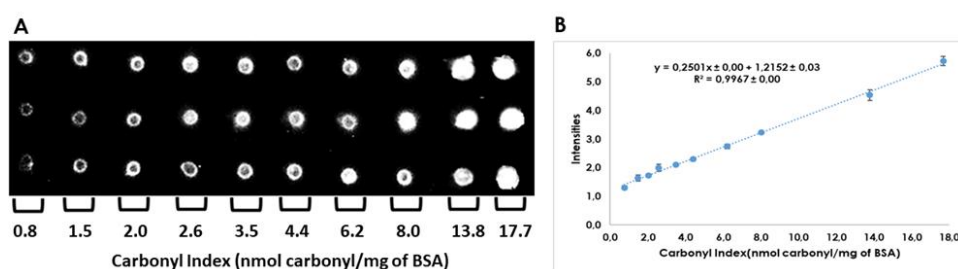 A
0.8 1.5 2.0 2.6 3.5 4.4 6.2 8.0 13.8 17.7
Carbonyl Index (nmol carbonyl/mg of BSA)
B
y = 0,2501x ± 0,00 + 1,2152 ± 0,03
R² = 0,9967 ± 0,00
Intensities
6.0
5.0
4.0
3.0
2.0
1.0
0,0
0.0 2.0 4.0 6.0 8.0 10.0 12.0 14.0 16.0 18.0
Carbonyl Index(nmol carbonyl/mg of BSA)